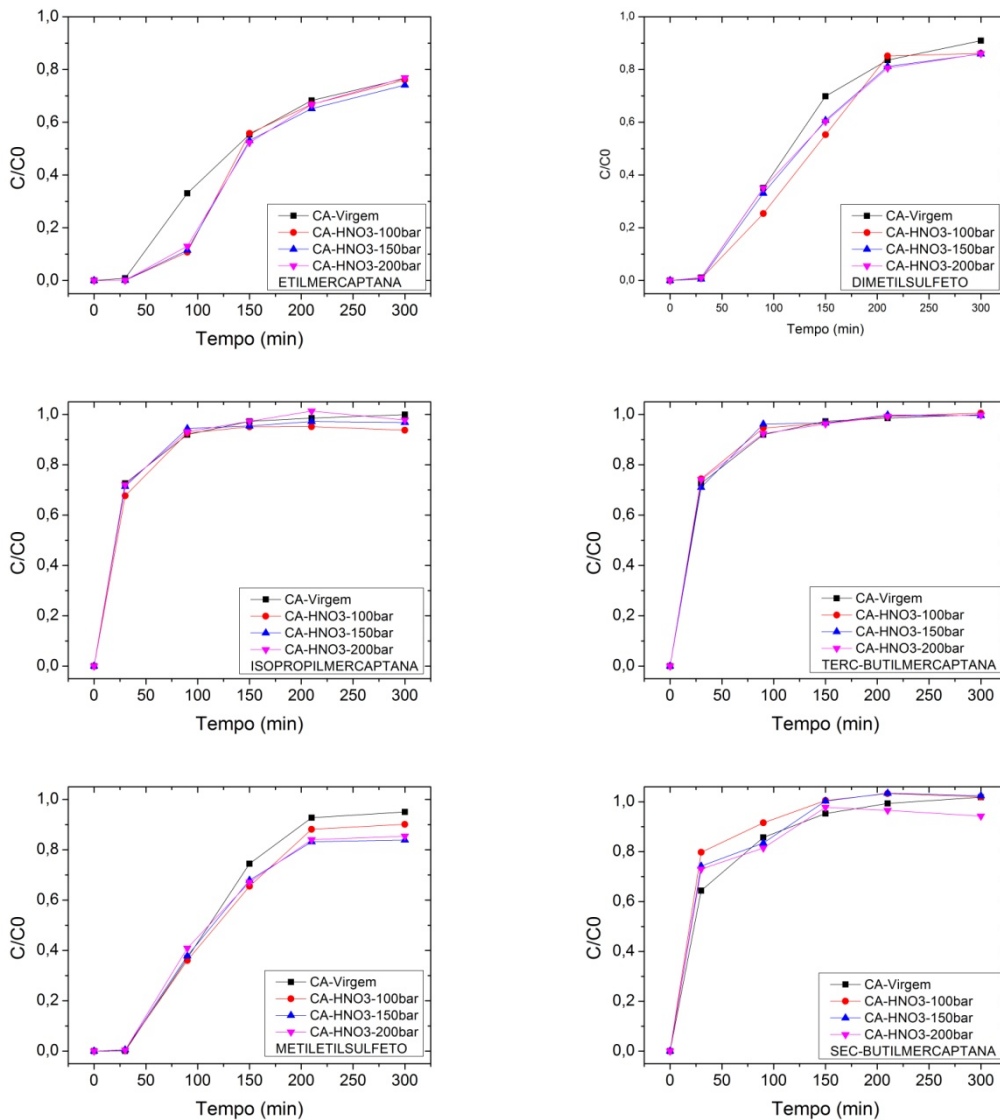 1,0
0,8
0,6
0,4
0,2
0,0
C/C0
CA-Virgem
CA-HNO3-100bar
CA-HNO3-150bar
CA-HNO3-200bar
ETILMERCAPTANA
0 50 100 150 200 250 300
Tempo (min)
1,0
0,8
0,6
0,4
0,2
0,0
C/C0
CA-Virgem
CA-HNO3-100bar
CA-HNO3-150bar
CA-HNO3-200bar
DIMETILSULFETO
0 50 100 150 200 250 300
Tempo (min)
1,0
0,8
0,6
0,4
0,2
0,0
C/C0
CA-Virgem
CA-HNO3-100bar
CA-HNO3-150bar
CA-HNO3-200bar
ISOPROPILMERCAPTANA
0 50 100 150 200 250 300
Tempo (min)
1,0
0,8
0,6
0,4
0,2
0,0
C/C0
CA-Virgem
CA-HNO3-100bar
CA-HNO3-150bar
CA-HNO3-200bar
TERC-BUTILMERCAPTANA
0 50 100 150 200 250 300
Tempo (min)
1,0
0,8
0,6
0,4
0,2
0,0
C/C0
CA-Virgem
CA-HNO3-100bar
CA-HNO3-150bar
CA-HNO3-200bar
METILETILSULFETO
0 50 100 150 200 250 300
Tempo (min)
1,0
0,8
0,6
0,4
0,2
0,0
C/C0
CA-Virgem
CA-HNO3-100bar
CA-HNO3-150bar
CA-HNO3-200bar
SEC-BUTILMERCAPTANA
0 50 100 150 200 250 300
Tempo (min)